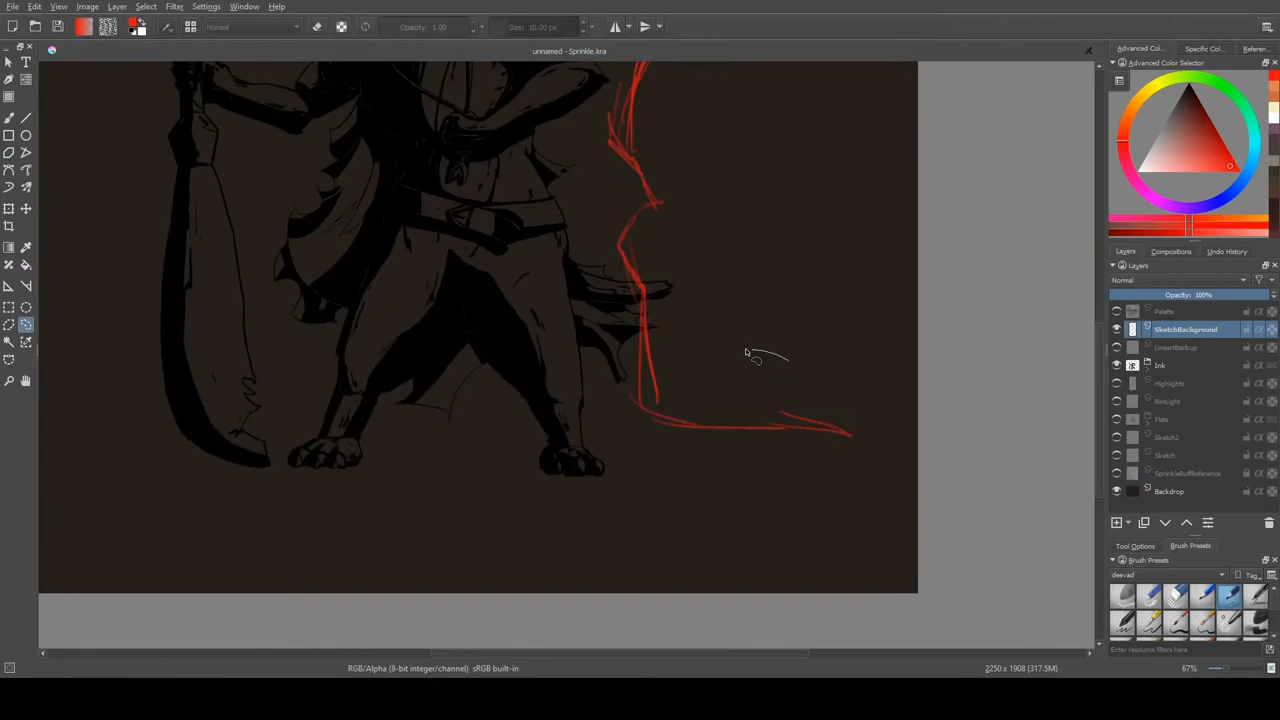 File Edit View Image Layer Select Filter Settings Window Help
Normal Opacity: 1.00 Size: 10.00 px
unnamed - Sprinkle.kra
Advanced Col... Specific Col... Referen...
Advanced Color Selector
Layers Compositions Undo History
Layers
Normal
Opacity: 100%
Palette
SketchBackground
LineartBackup
Ink
Highlights
RimLight
Flats
Sketch2
Sketch
SprinkleBuffReference
Backdrop
Tool Options Brush Presets
Brush Presets
deevad Tag
Enter resource filters here
RGB/Alpha (8-bit integer/channel) sRGB built-in 2250 x 1908 (317.5M) 67%